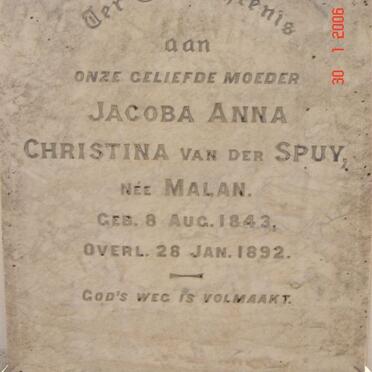 Ter
aan
ONZE GELIEFDE MOEDER
JACOBA ANNA
CHRISTINA VAN DER SPUY,
NÉE MALAN.
GEB. 8 AUG. 1843,
OVERL. 28 JAN. 1892.
GOD'S WEG IS VOLMAAKT.
30 1 2006